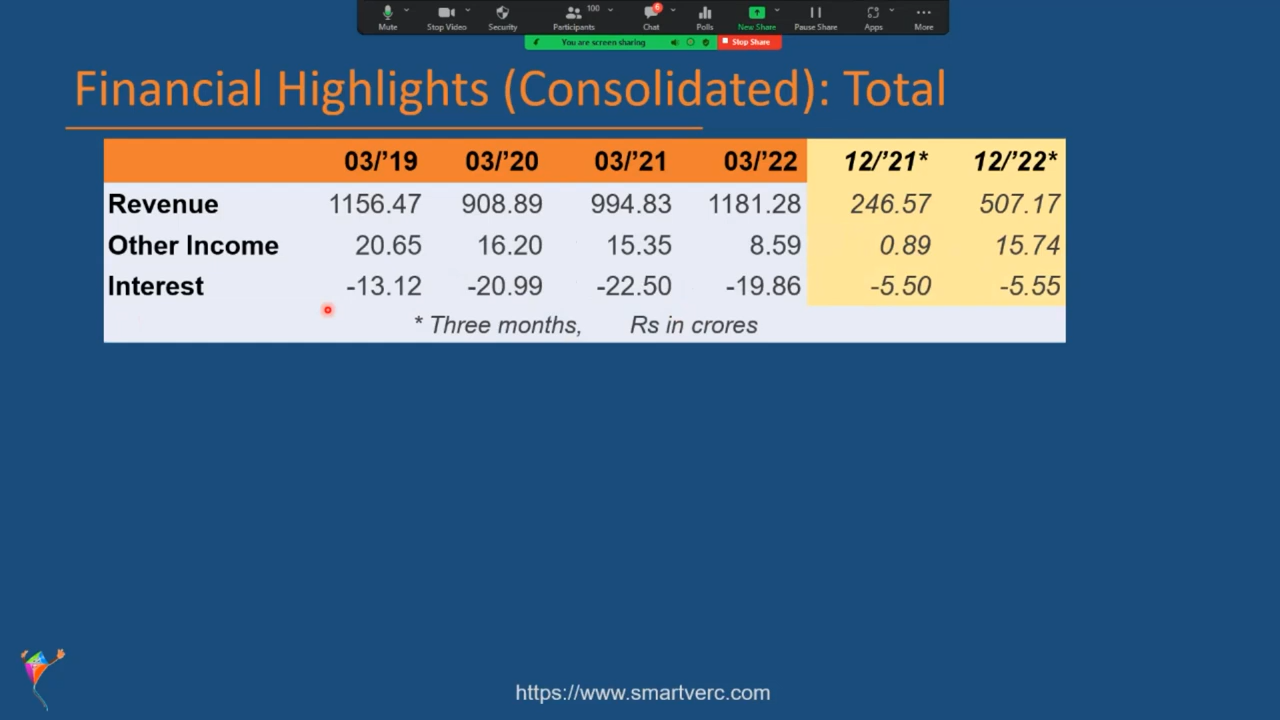 Mute Stop Video Security Participants 100 Chat 6 Polls New Share Pause Share Apps More
You are screen sharing Stop Share
Financial Highlights (Consolidated): Total
03/'19 03/'20 03/'21 03/'22 12/'21* 12/'22*
Revenue 1156.47 908.89 994.83 1181.28 246.57 507.17
Other Income 20.65 16.20 15.35 8.59 0.89 15.74
Interest -13.12 -20.99 -22.50 -19.86 -5.50 -5.55
* Three months, Rs in crores
https://www.smartverc.com